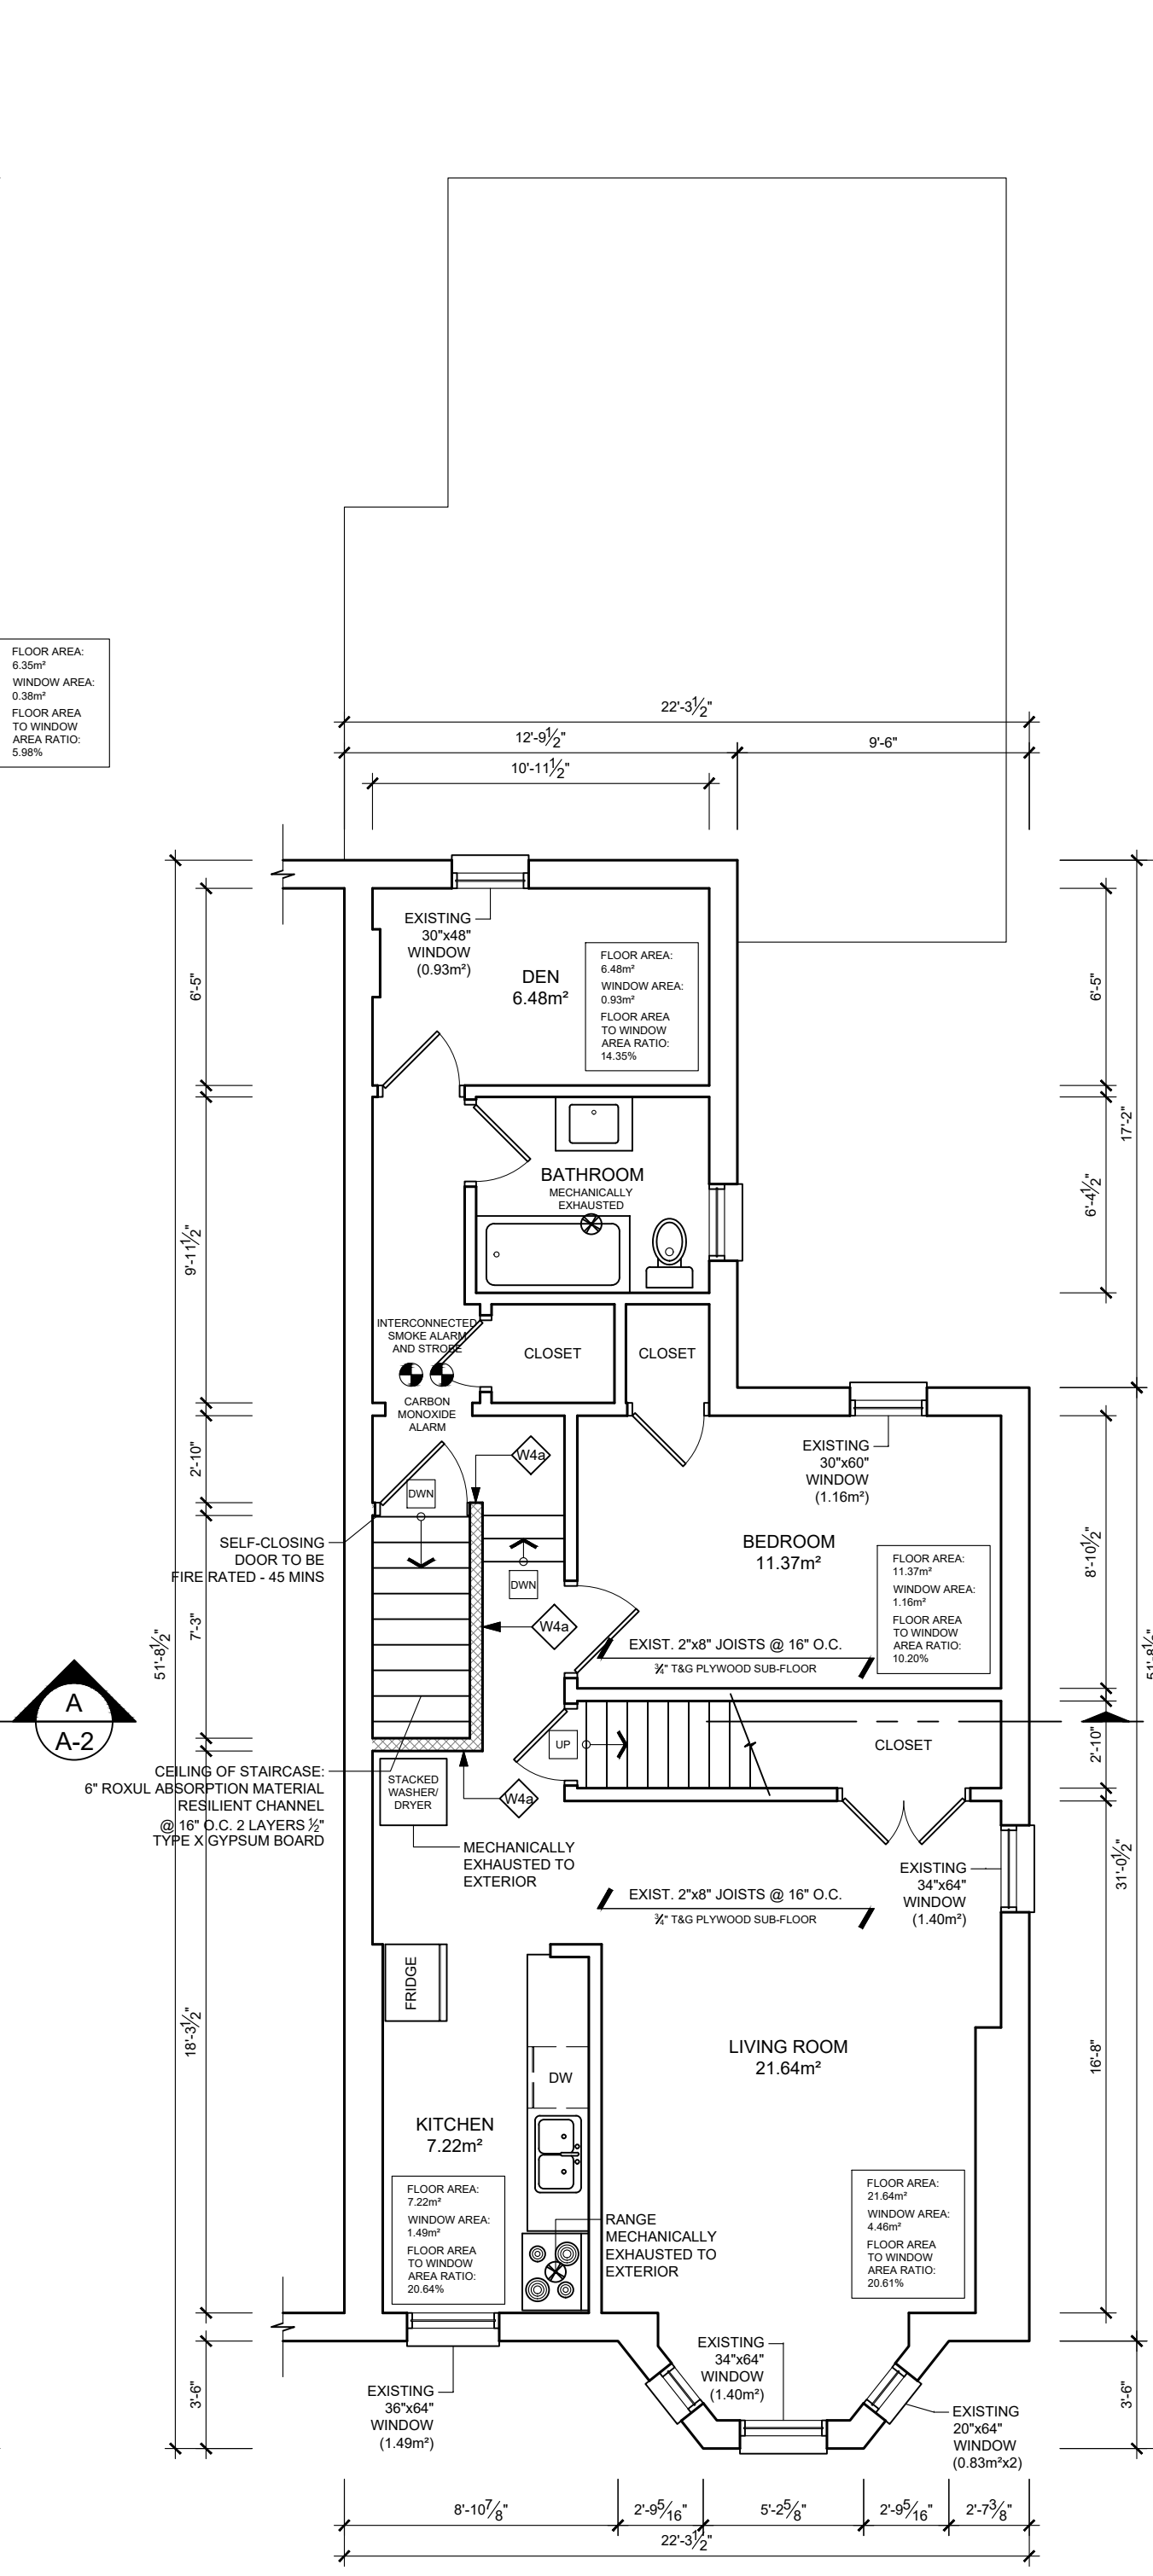 FLOOR AREA:
6.35m²
WINDOW AREA:
0.38m²
FLOOR AREA
TO WINDOW
AREA RATIO:
5.98%
22'-3½"
12'-9½"
9'-6"
10'-11½"
EXISTING
30"x48"
WINDOW
(0.93m²)
DEN
6.48m²
FLOOR AREA:
6.48m²
WINDOW AREA:
0.93m²
FLOOR AREA
TO WINDOW
AREA RATIO:
14.35%
6'-5"
6'-5"
17'-2"
BATHROOM
MECHANICALLY
EXHAUSTED
6'-4½"
9'-11½"
INTERCONNECTED
SMOKE ALARM
AND STROBE
CARBON
MONOXIDE
ALARM
CLOSET
CLOSET
2'-10"
W4a
DWN
EXISTING
30"x60"
WINDOW
(1.16m²)
SELF-CLOSING
DOOR TO BE
FIRE RATED - 45 MINS
DWN
BEDROOM
11.37m²
FLOOR AREA:
11.37m²
WINDOW AREA:
1.16m²
FLOOR AREA
TO WINDOW
AREA RATIO:
10.20%
8'-10½"
7'-3"
51'-8½"
51'-8½"
W4a
EXIST. 2"x8" JOISTS @ 16" O.C.
¾" T&G PLYWOOD SUB-FLOOR
A
A-2
UP
CLOSET
2'-10"
CEILING OF STAIRCASE:
6" ROXUL ABSORPTION MATERIAL
RESILIENT CHANNEL
@ 16" O.C. 2 LAYERS ½"
TYPE X GYPSUM BOARD
STACKED
WASHER/
DRYER
W4a
MECHANICALLY
EXHAUSTED TO
EXTERIOR
EXISTING
34"x64"
WINDOW
(1.40m²)
31'-0½"
EXIST. 2"x8" JOISTS @ 16" O.C.
¾" T&G PLYWOOD SUB-FLOOR
FRIDGE
18'-3½"
16'-8"
LIVING ROOM
21.64m²
DW
KITCHEN
7.22m²
FLOOR AREA:
7.22m²
WINDOW AREA:
1.49m²
FLOOR AREA
TO WINDOW
AREA RATIO:
20.64%
RANGE
MECHANICALLY
EXHAUSTED TO
EXTERIOR
FLOOR AREA:
21.64m²
WINDOW AREA:
4.46m²
FLOOR AREA
TO WINDOW
AREA RATIO:
20.61%
EXISTING
34"x64"
WINDOW
(1.40m²)
3'-6"
3'-6"
EXISTING
36"x64"
WINDOW
(1.49m²)
EXISTING
20"x64"
WINDOW
(0.83m²x2)
8'-10⅞"
2'-9 5/16"
5'-2⅝"
2'-9 5/16"
2'-7⅜"
22'-3½"